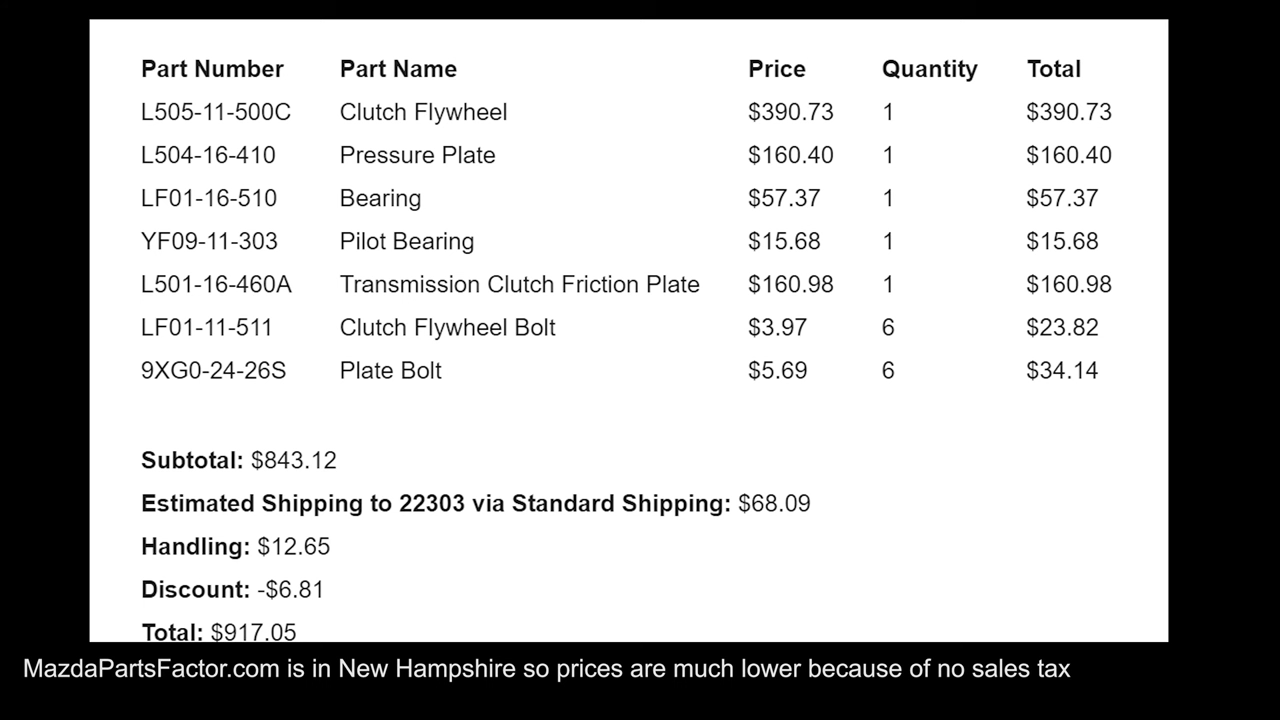 Part Number Part Name Price Quantity Total
L505-11-500C Clutch Flywheel $390.73 1 $390.73
L504-16-410 Pressure Plate $160.40 1 $160.40
LF01-16-510 Bearing $57.37 1 $57.37
YF09-11-303 Pilot Bearing $15.68 1 $15.68
L501-16-460A Transmission Clutch Friction Plate $160.98 1 $160.98
LF01-11-511 Clutch Flywheel Bolt $3.97 6 $23.82
9XG0-24-26S Plate Bolt $5.69 6 $34.14
Subtotal: $843.12
Estimated Shipping to 22303 via Standard Shipping: $68.09
Handling: $12.65
Discount: -$6.81
Total: $917.05
MazdaPartsFactor.com is in New Hampshire so prices are much lower because of no sales tax